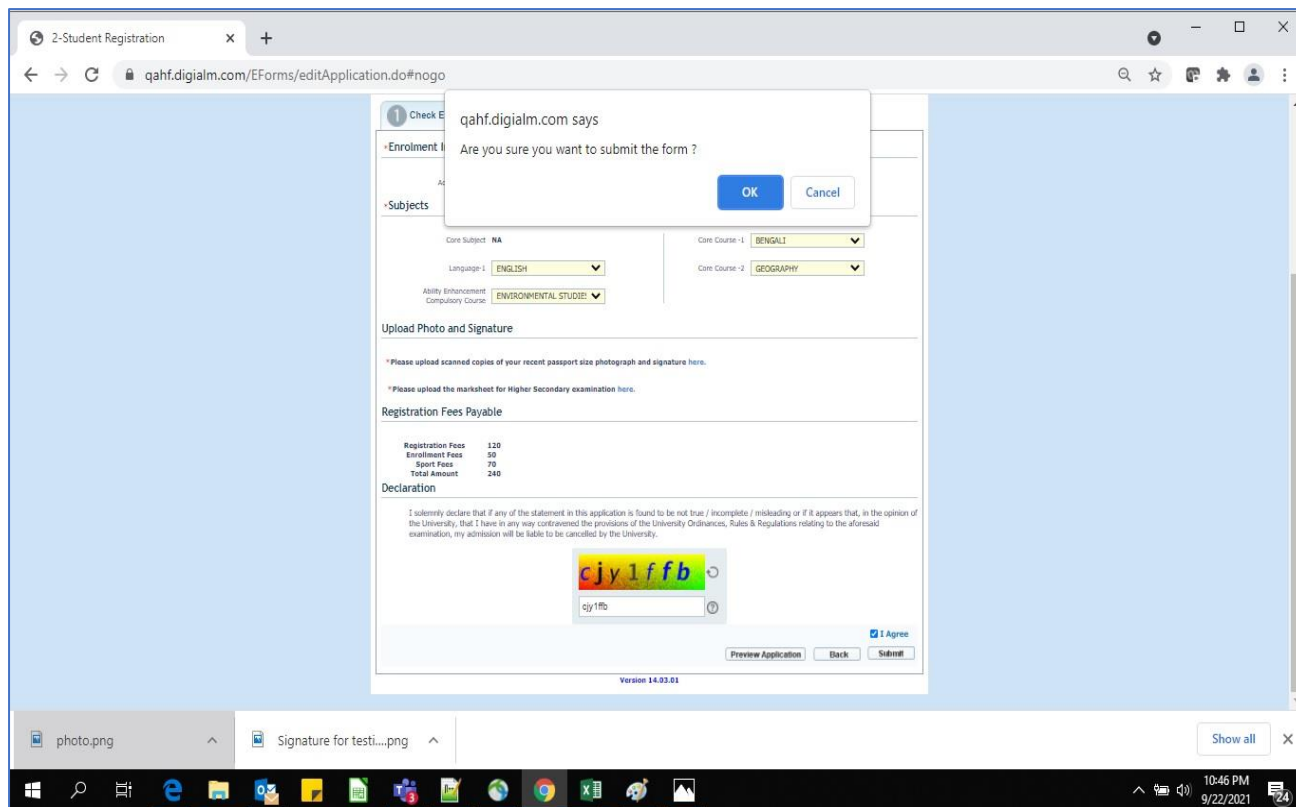 2-Student Registration
qahf.digialm.com/EForms/editApplication.do#nogo
qahf.digialm.com says
Are you sure you want to submit the form ?
OK Cancel
1 Check E
*Enrolment I
*Subjects
Core Subject NA Core Course -1 BENGALI
Language-1 ENGLISH Core Course -2 GEOGRAPHY
Ability Enhancement
Compulsory Course ENVIRONMENTAL STUDIES
Upload Photo and Signature
*Please upload scanned copies of your recent passport size photograph and signature here.
*Please upload the marksheet for Higher Secondary examination here.
Registration Fees Payable
Registration Fees 120
Enrollment Fees 50
Sport Fees 70
Total Amount 240
Declaration
I solemnly declare that if any of the statement in this application is found to be not true / incomplete / misleading or if it appears that, in the opinion of
the University, that I have in any way contravened the provisions of the University Ordinances, Rules & Regulations relating to the aforesaid
examination, my admission will be liable to be cancelled by the University.
cjy1ffb
cjy1ffb
I Agree
Preview Application Back Submit
Version 14.03.01
photo.png Signature for testi....png Show all
10:46 PM
9/22/2021
24
3